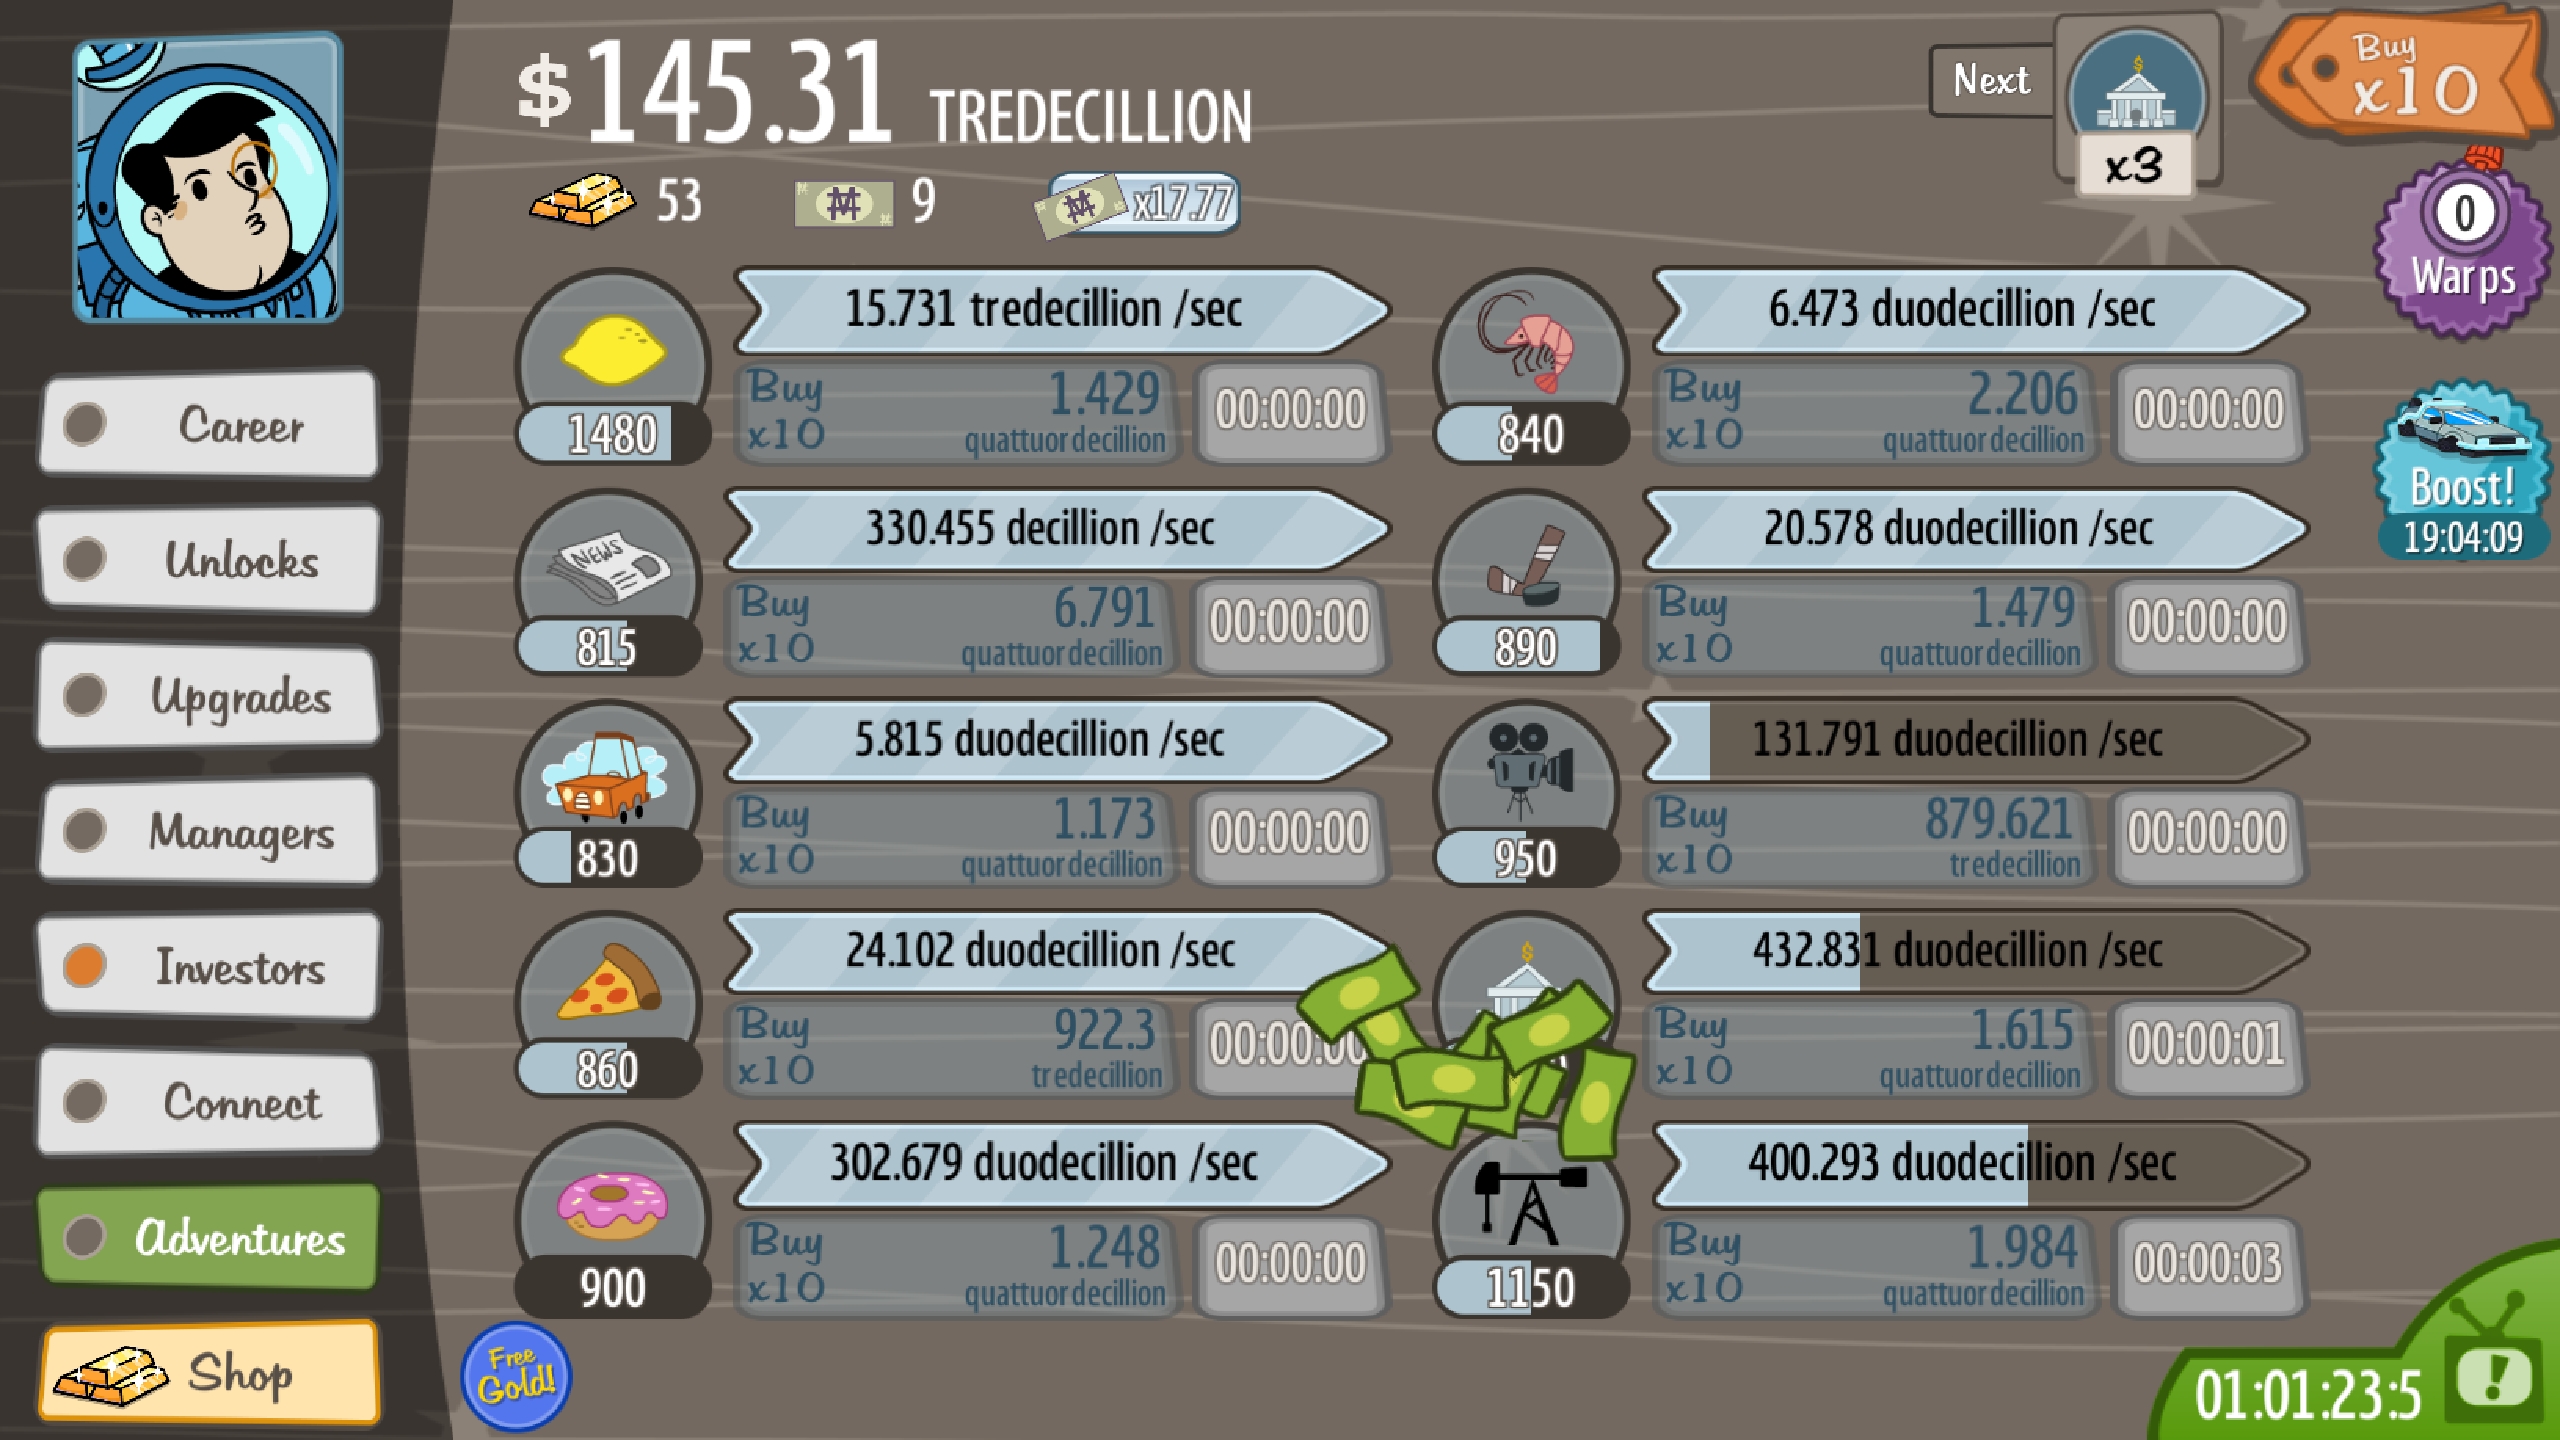 $145.31 TREDECILLION
53
9
x17.77
Next
x3
Buy
x10
0
Warps
Boost!
19:04:09
Career
Unlocks
Upgrades
Managers
Investors
Connect
Adventures
Shop
15.731 tredecillion /sec
1480
Buy
x10
1.429
quattuordecillion
00:00:00
6.473 duodecillion /sec
840
Buy
x10
2.206
quattuordecillion
00:00:00
330.455 decillion /sec
NEWS
815
Buy
x10
6.791
quattuordecillion
00:00:00
20.578 duodecillion /sec
890
Buy
x10
1.479
quattuordecillion
00:00:00
5.815 duodecillion /sec
830
Buy
x10
1.173
quattuordecillion
00:00:00
131.791 duodecillion /sec
950
Buy
x10
879.621
tredecillion
00:00:00
24.102 duodecillion /sec
860
Buy
x10
922.3
tredecillion
00:00:00
432.831 duodecillion /sec
Buy
x10
1.615
quattuordecillion
00:00:01
302.679 duodecillion /sec
900
Buy
x10
1.248
quattuordecillion
00:00:00
400.293 duodecillion /sec
1150
Buy
x10
1.984
quattuordecillion
00:00:03
Free
Gold!
01:01:23:5